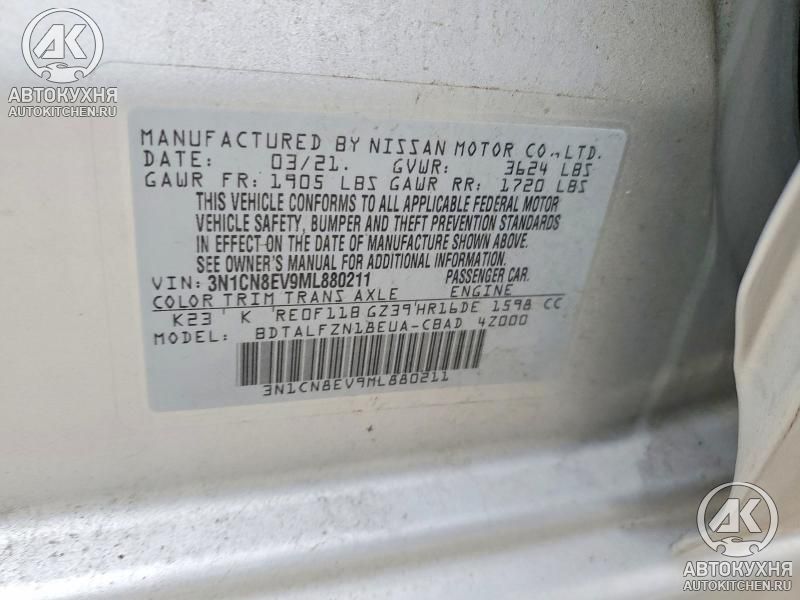 AK
АВТОКУХНЯ
AUTOKITCHEN.RU
MANUFACTURED BY NISSAN MOTOR CO.,LTD.
DATE: 03/21. GVWR: 3624 LBS
GAWR FR: 1905 LBS GAWR RR: 1720 LBS
THIS VEHICLE CONFORMS TO ALL APPLICABLE FEDERAL MOTOR
VEHICLE SAFETY, BUMPER AND THEFT PREVENTION STANDARDS
IN EFFECT ON THE DATE OF MANUFACTURE SHOWN ABOVE.
SEE OWNER'S MANUAL FOR ADDITIONAL INFORMATION.
VIN: 3N1CN8EV9ML880211 PASSENGER CAR.
COLOR TRIM TRANS AXLE ENGINE
K23 K RE0F11B GZ39 HR16DE 1598 CC
BDTALFZN18EUA-CBAD 4Z000
3N1CN8EV9ML880211
AK
АВТОКУХНЯ
AUTOKITCHEN.RU